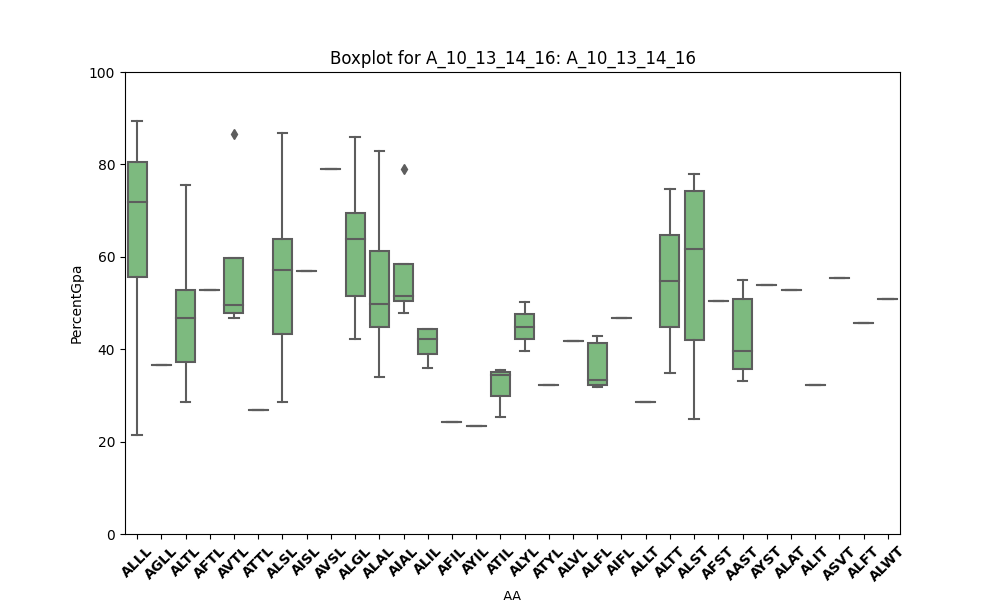 Boxplot for A_10_13_14_16: A_10_13_14_16
100
80
60
40
20
0
PercentGpa
ALLL AGLL ALTL AFTL AVTL ATTL ALSL AISL AVSL ALGL ALAL AIAL ALIL AFIL AYIL ATIL ALYL ATYL ALVL ALFL AIFL ALLT ALTT ALST AFST AAST AYST ALAT ALIT ASVT ALFT ALWT
AA